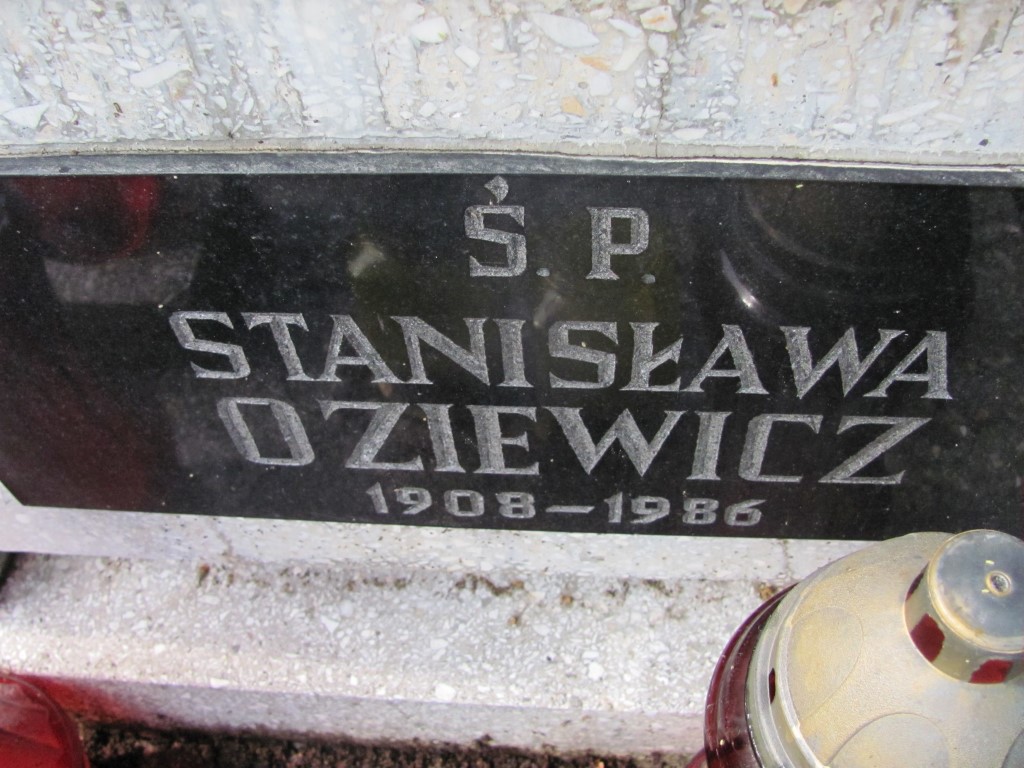 Ś. P.
STANISŁAWA
OZIEWICZ
1908-1986